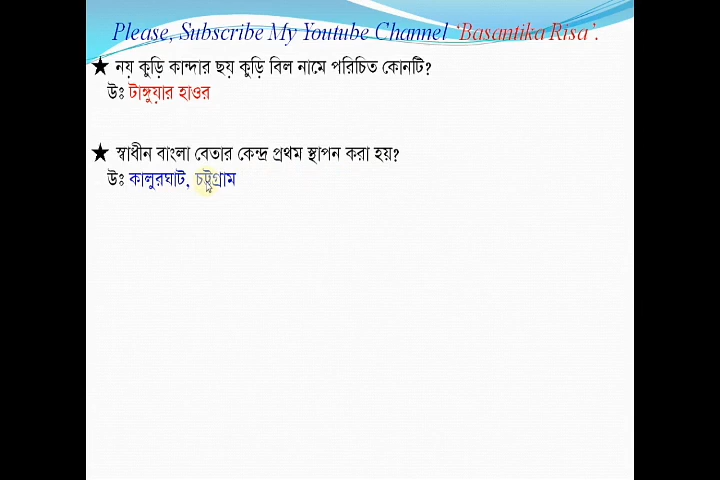 Please, Subscribe My Youtube Channel ‘Basantika Risa’.
★ নয় কুড়ি কান্দার ছয় কুড়ি বিল নামে পরিচিত কোনটি?
উঃ টাঙ্গুয়ার হাওর
★ স্বাধীন বাংলা বেতার কেন্দ্র প্রথম স্থাপন করা হয়?
উঃ কালুরঘাট, চট্টগ্রাম